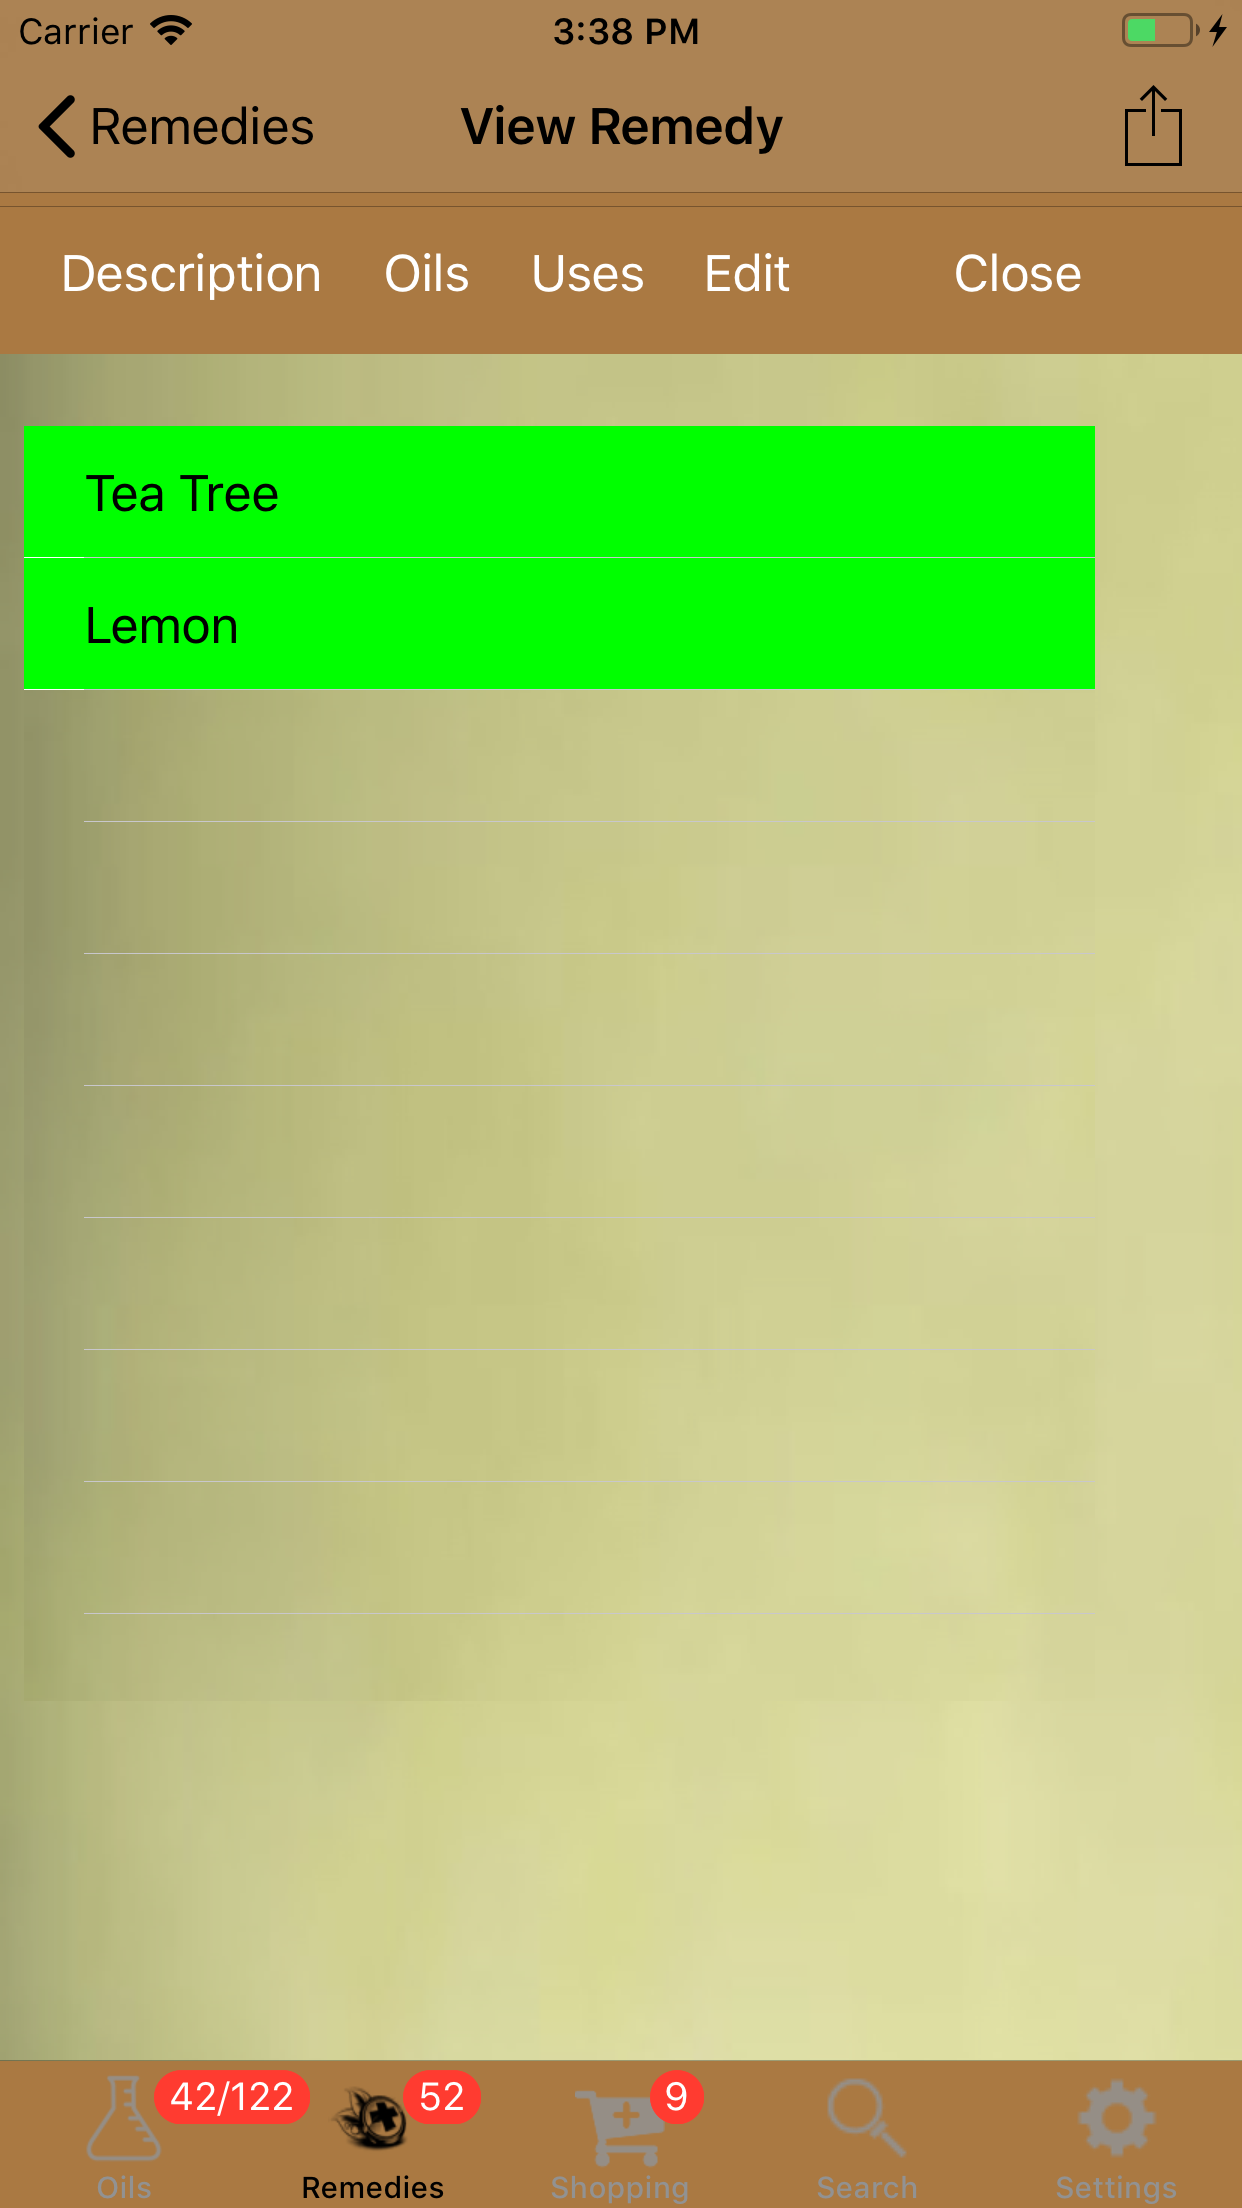 Carrier 3:38 PM
Remedies View Remedy
Description Oils Uses Edit Close
Tea Tree
Lemon
42/122 52 9
Oils Remedies Shopping Search Settings